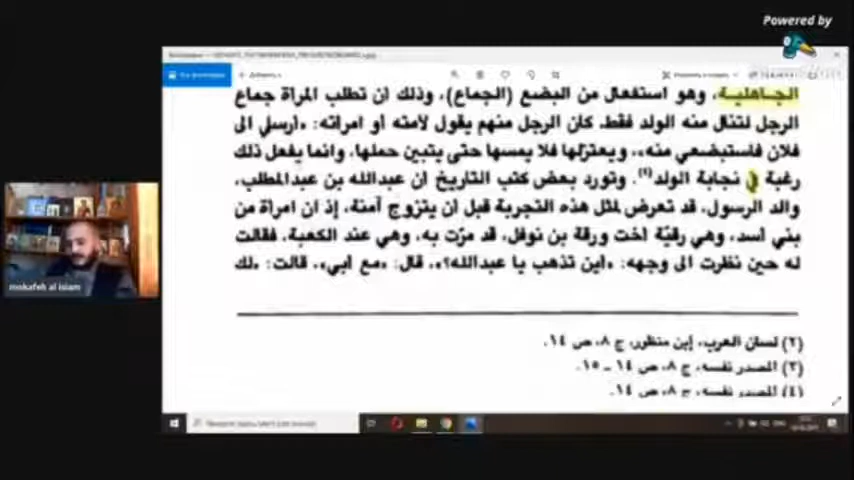 Powered by
الجـاهليـة، وهو استفعال من البضع (الجماع)، وذلك ان تطلب المرأة جماع
الرجل لتنال منه الولد فقط، كان الرجل منهم يقول لأمته أو امرأته: «ارسلي الى
فلان فاستبضعي منه»، ويعتزلها فلا يمسها حتى يتبين حملها، وانما يفعل ذلك
رغبة في نجابة الولد(٤). وتورد بعض كتب التاريخ ان عبدالله بن عبدالمطلب،
والد الرسول، قد تعرض لمثل هذه التجربة قبل ان يتزوج آمنة، إذ ان امرأة من
بني أسد، وهي رقيّة اخت ورقة بن نوفل، قد مرّت به، وهي عند الكعبة، فقالت
له حين نظرت الى وجهه: «اين تذهب يا عبدالله؟»، قال: «مع ابي»، قالت: «لك
(٢) لسان العرب، إبن منظور، ج ٨، ص ١٤.
(٣) المصدر نفسه، ج ٨، ص ١٤ - ١٥.
(٤) المصدر نفسه، ج ٨، ص ١٤.
mokafeh al islam